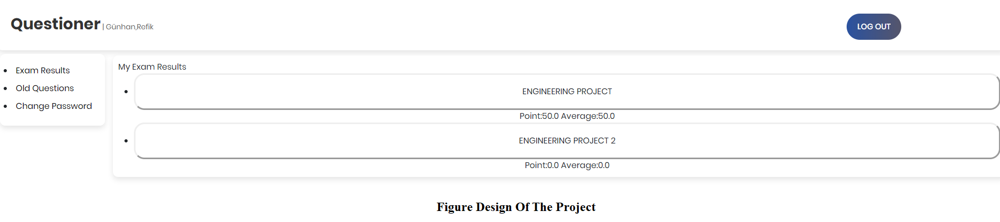 Questioner | Günhan,Refik
LOG OUT
Exam Results
Old Questions
Change Password
My Exam Results
ENGINEERING PROJECT
Point:50.0 Average:50.0
ENGINEERING PROJECT 2
Point:0.0 Average:0.0
Figure Design Of The Project